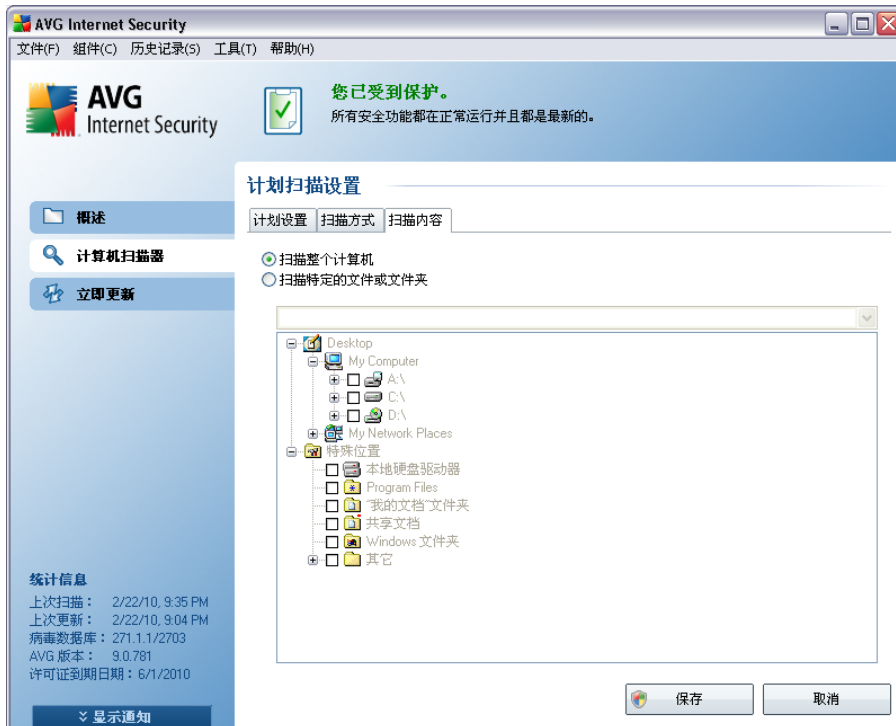 AVG Internet Security
文件(F) 组件(C) 历史记录(S) 工具(T) 帮助(H)
AVG
Internet Security
您已受到保护。
所有安全功能都在正常运行并且都是最新的。
计划扫描设置
概述
计算机扫描器
立即更新
计划设置 扫描方式 扫描内容
扫描整个计算机
扫描特定的文件或文件夹
Desktop
My Computer
A:\
C:\
D:\
My Network Places
特殊位置
本地硬盘驱动器
Program Files
"我的文档"文件夹
共享文档
Windows 文件夹
其它
统计信息
上次扫描： 2/22/10, 9:35 PM
上次更新： 2/22/10, 9:04 PM
病毒数据库：271.1.1/2703
AVG 版本： 9.0.781
许可证到期日期：6/1/2010
显示通知
保存 取消